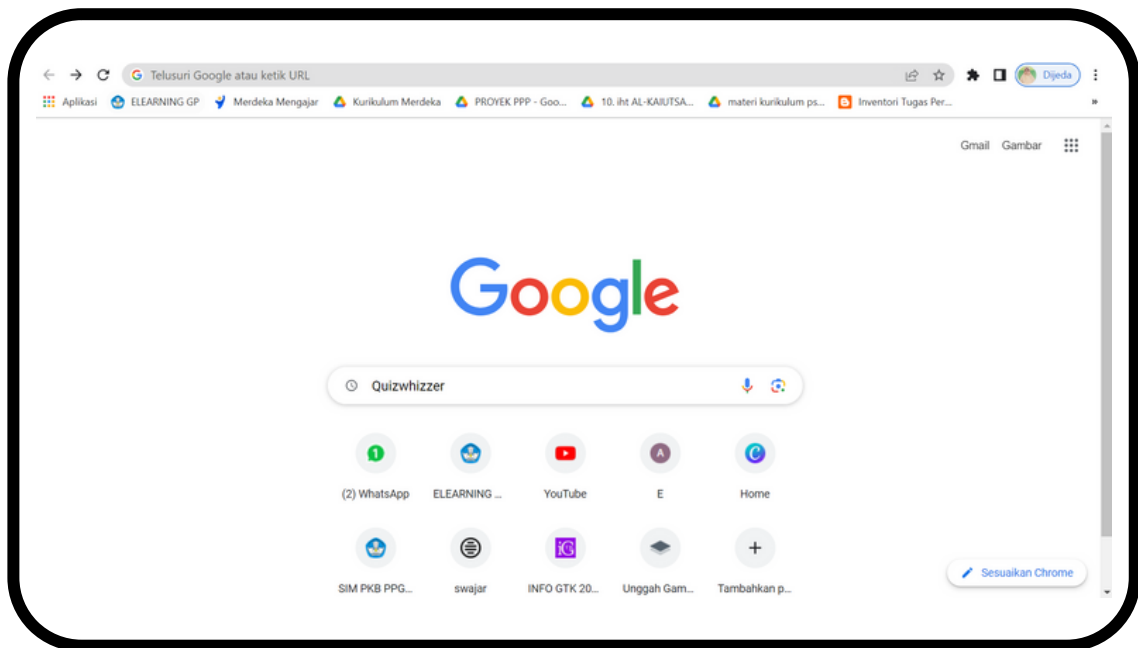 Telusuri Google atau ketik URL
Dijeda
Aplikasi ELEARNING GP Merdeka Mengajar Kurikulum Merdeka PROYEK PPP - Goo... 10. iht AL-KAIUTSA... materi kurikulum ps... Inventori Tugas Per... »
Gmail Gambar
Google
Quizwhizzer
(2) WhatsApp ELEARNING ... YouTube E Home
SIM PKB PPG... swajar INFO GTK 20... Unggah Gam... Tambahkan p...
Sesuaikan Chrome